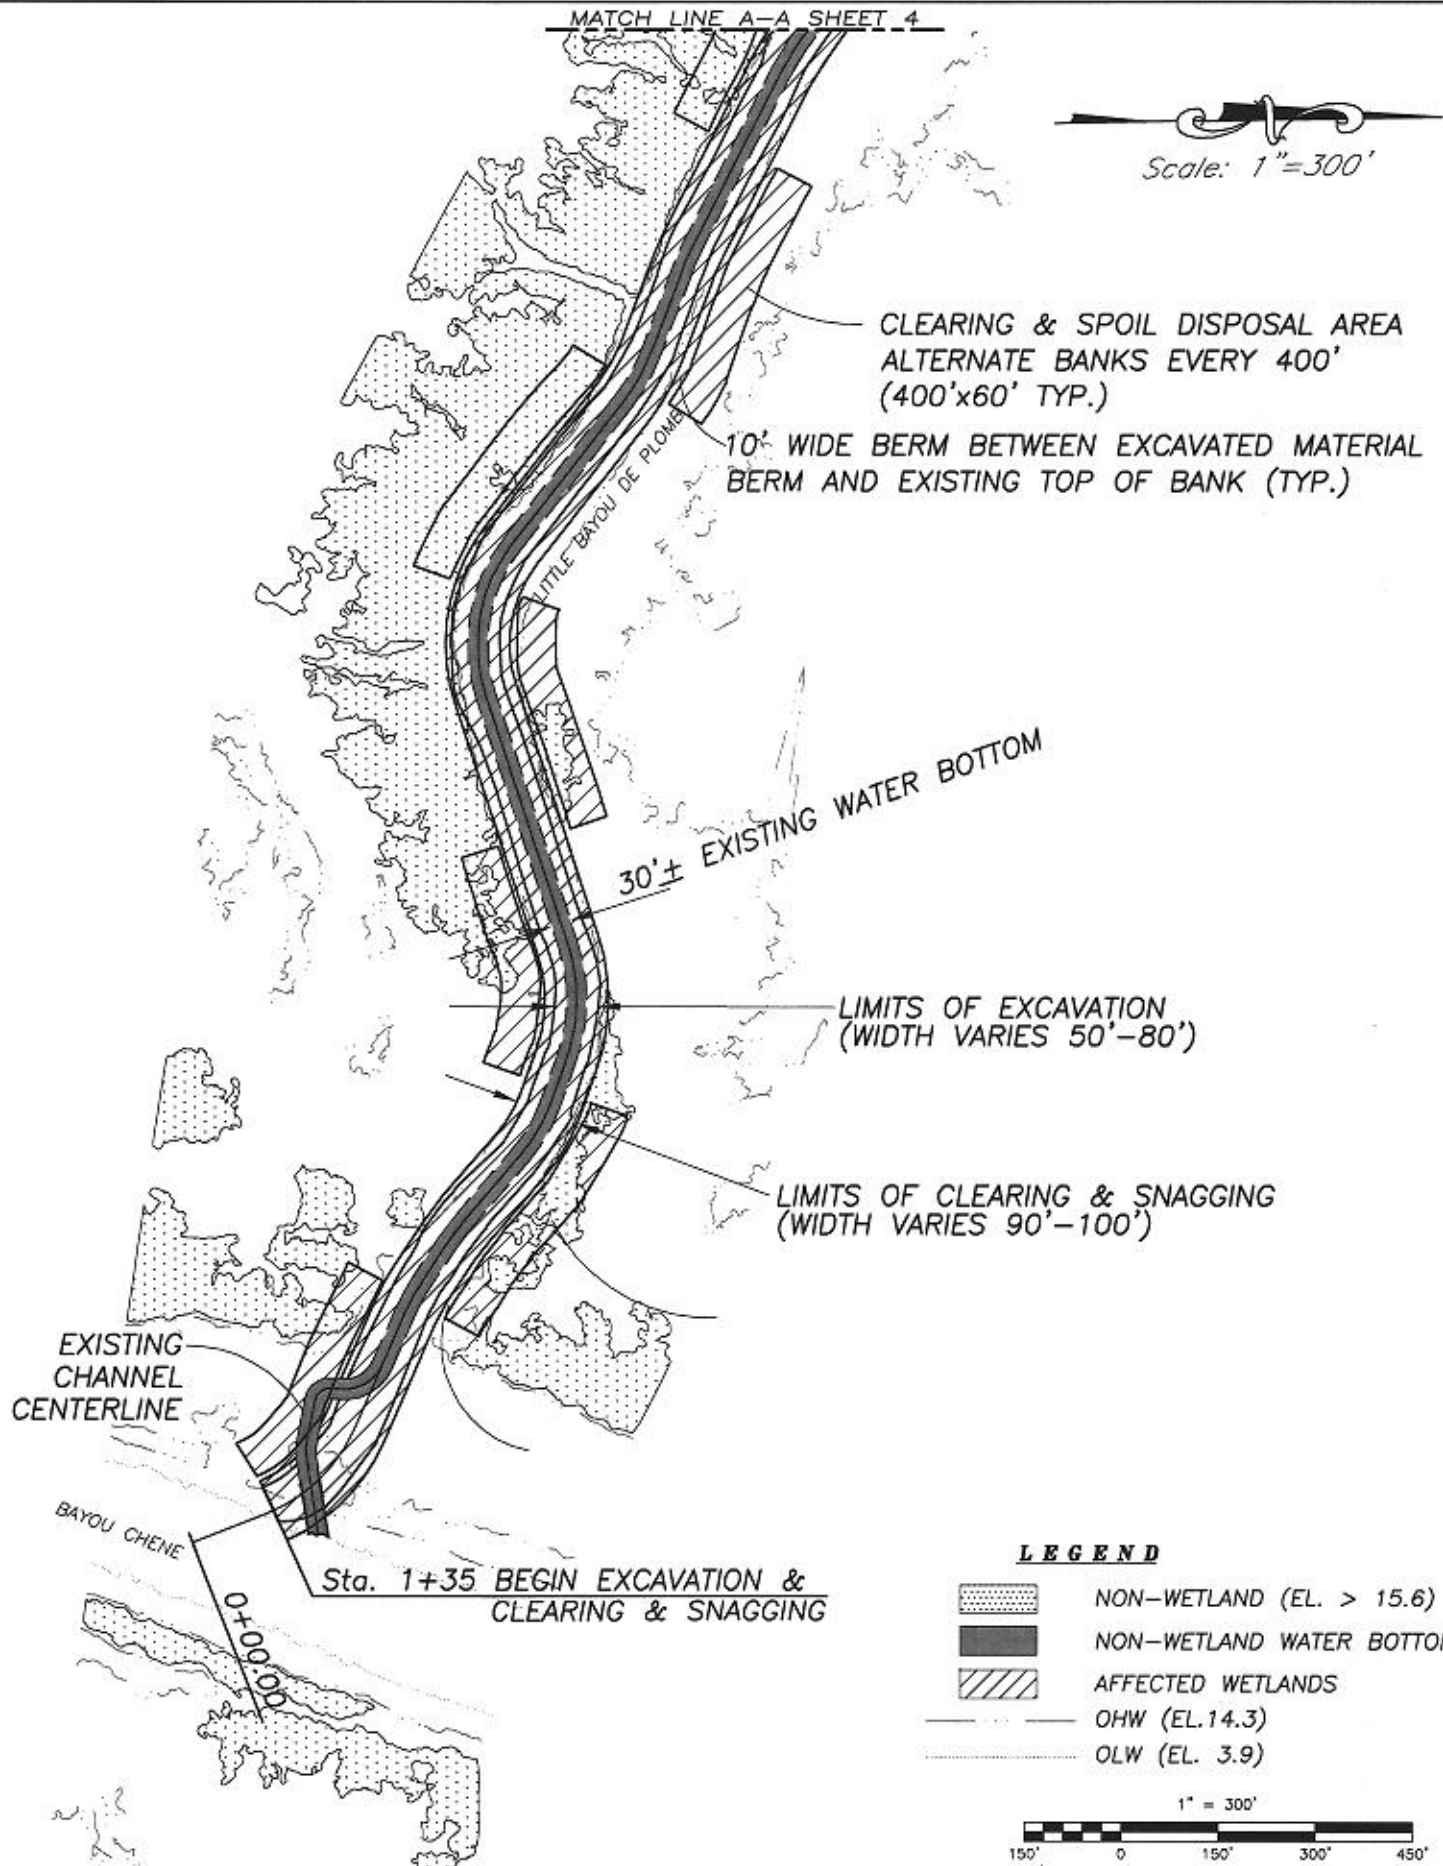 MATCH LINE A-A SHEET 4
Scale: 1"=300'
CLEARING & SPOIL DISPOSAL AREA
ALTERNATE BANKS EVERY 400'
(400'x60' TYP.)
10' WIDE BERM BETWEEN EXCAVATED MATERIAL
BERM AND EXISTING TOP OF BANK (TYP.)
LITTLE BAYOU DE PLOMB
30'± EXISTING WATER BOTTOM
LIMITS OF EXCAVATION
(WIDTH VARIES 50'-80')
LIMITS OF CLEARING & SNAGGING
(WIDTH VARIES 90'-100')
EXISTING
CHANNEL
CENTERLINE
BAYOU CHENE
0+00.00
Sta. 1+35 BEGIN EXCAVATION &
CLEARING & SNAGGING
LEGEND
NON-WETLAND (EL. > 15.6)
NON-WETLAND WATER BOTTO
AFFECTED WETLANDS
OHW (EL.14.3)
OLW (EL. 3.9)
1" = 300'
150' 0 150' 300' 450'